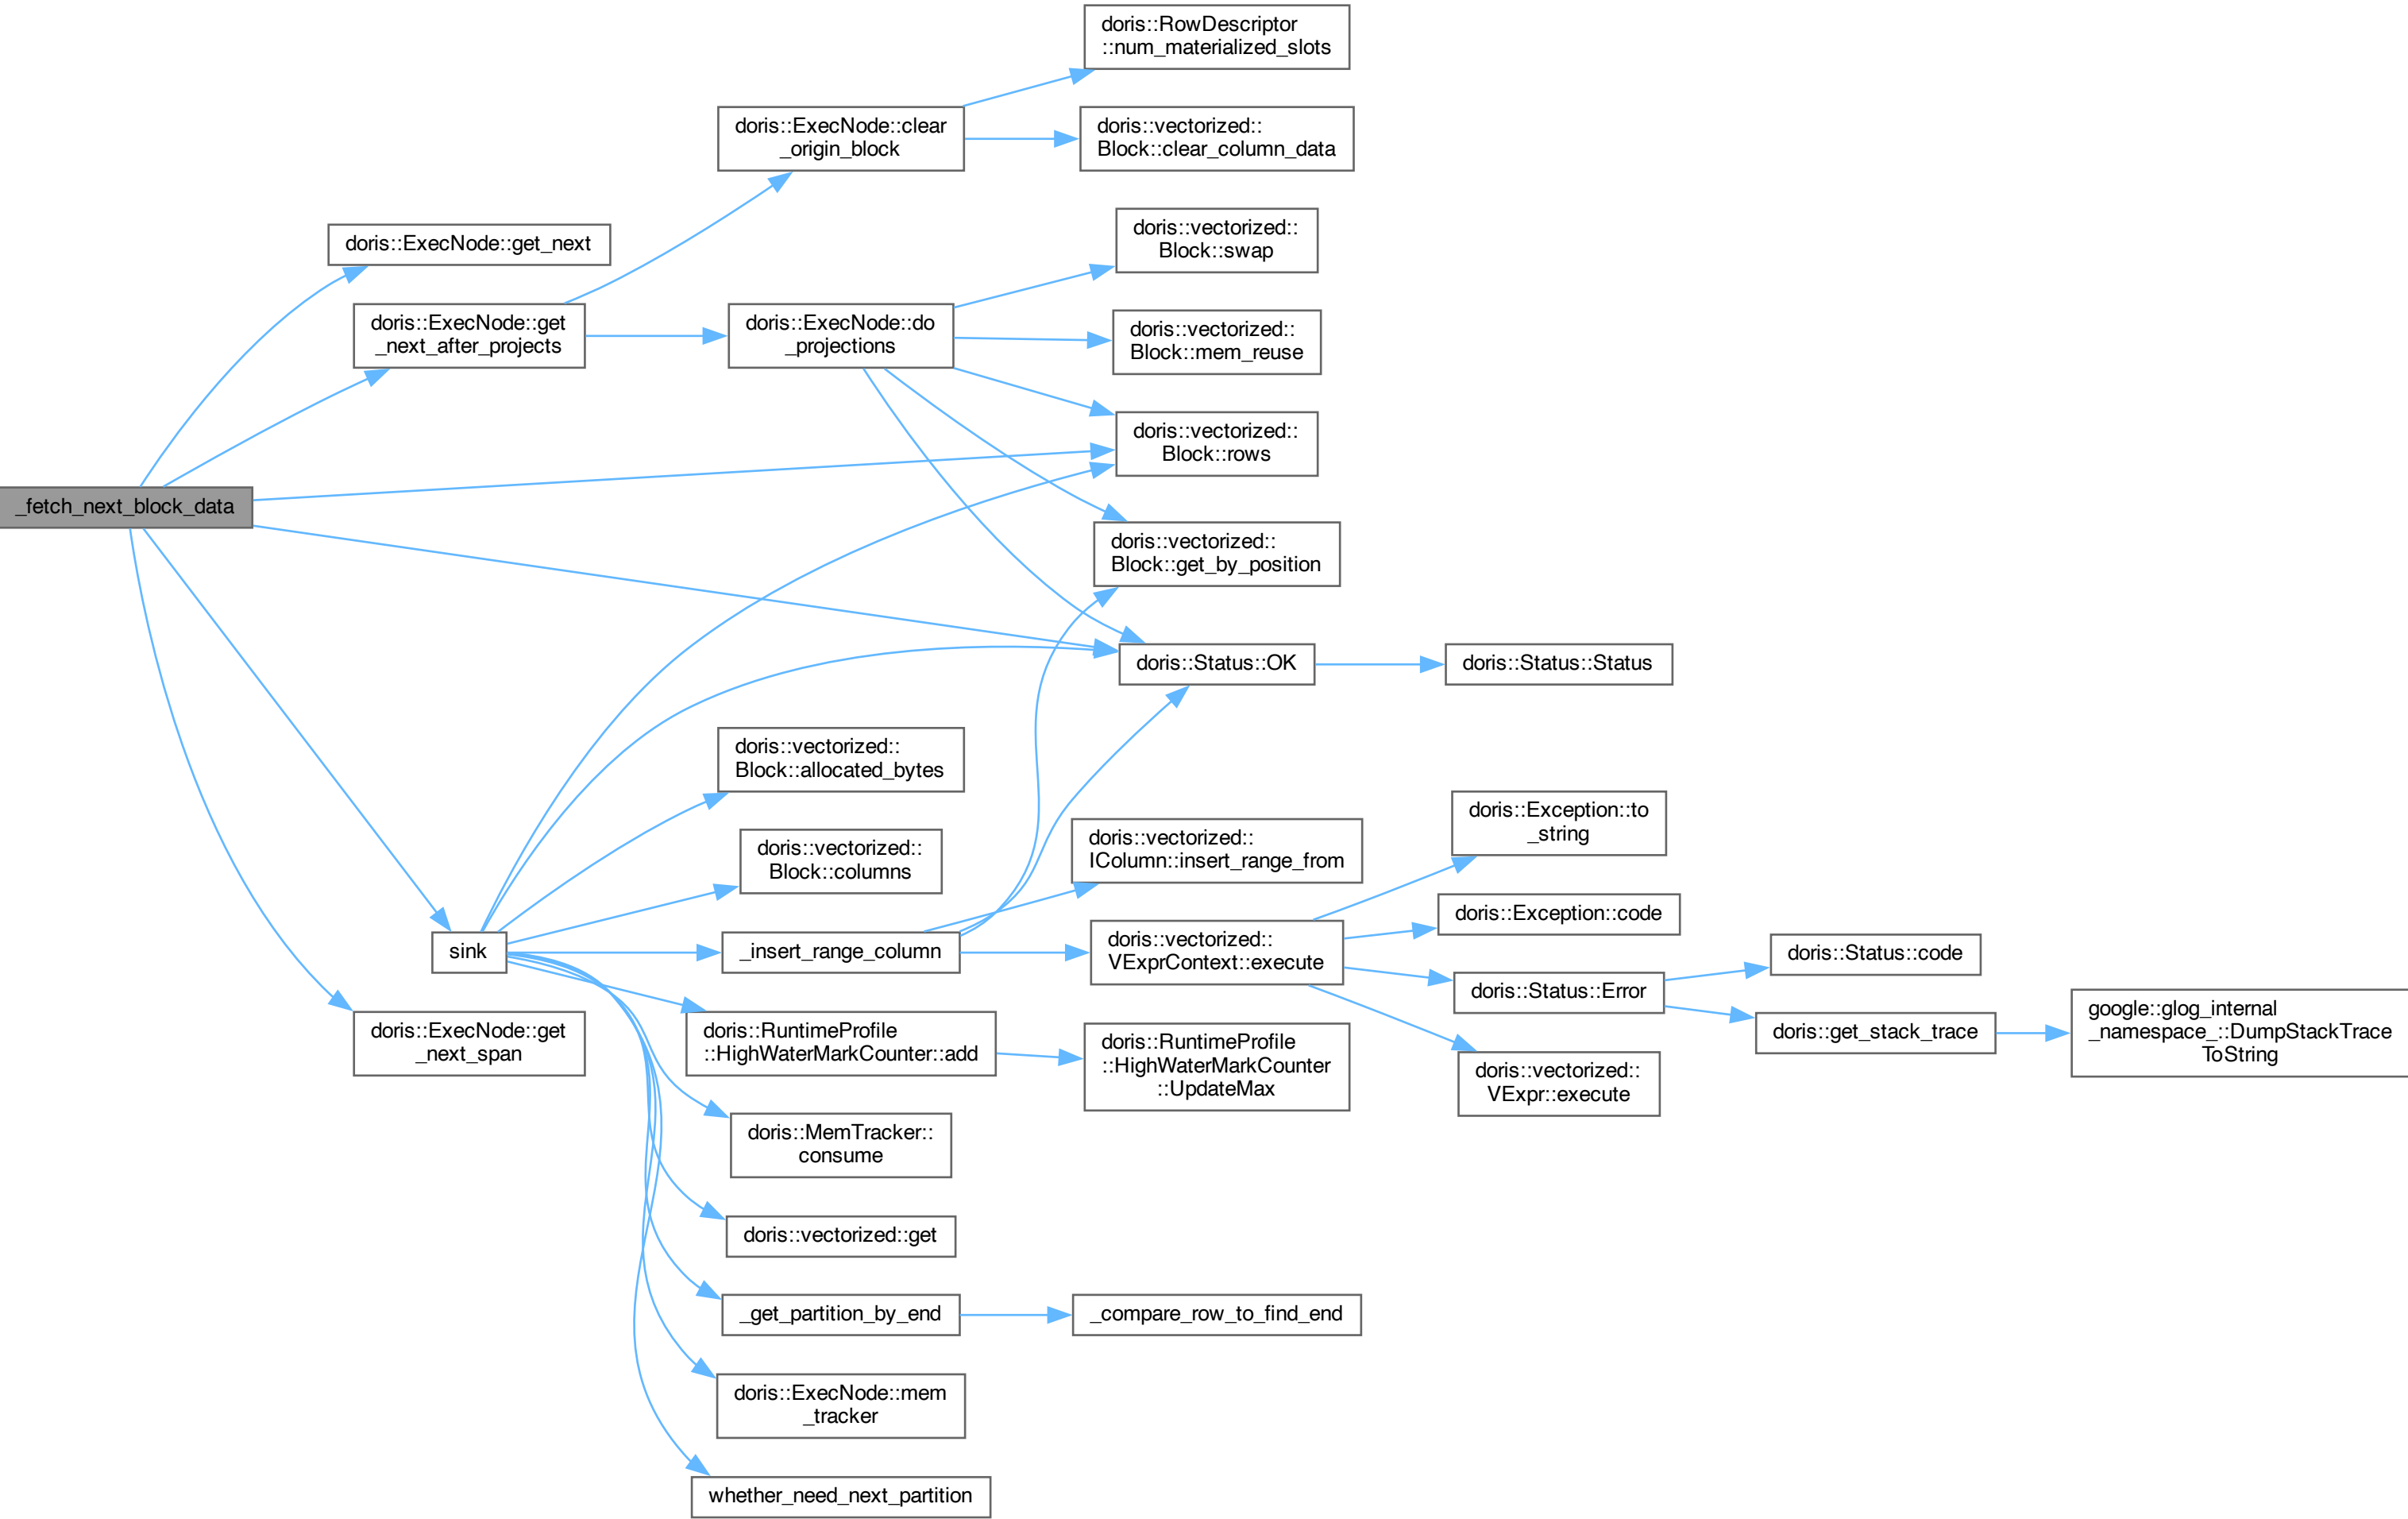 _fetch_next_block_data
doris::ExecNode::get_next
doris::ExecNode::get
_next_after_projects
doris::ExecNode::clear
_origin_block
doris::RowDescriptor
::num_materialized_slots
doris::vectorized::
Block::clear_column_data
doris::ExecNode::do
_projections
doris::vectorized::
Block::swap
doris::vectorized::
Block::mem_reuse
doris::vectorized::
Block::rows
doris::vectorized::
Block::get_by_position
doris::Status::OK
doris::Status::Status
sink
doris::vectorized::
Block::allocated_bytes
doris::vectorized::
Block::columns
_insert_range_column
doris::vectorized::
IColumn::insert_range_from
doris::vectorized::
VExprContext::execute
doris::Exception::to
_string
doris::Exception::code
doris::Status::Error
doris::Status::code
doris::get_stack_trace
google::glog_internal
_namespace_::DumpStackTrace
ToString
doris::vectorized::
VExpr::execute
doris::RuntimeProfile
::HighWaterMarkCounter::add
doris::RuntimeProfile
::HighWaterMarkCounter
::UpdateMax
doris::MemTracker::
consume
doris::vectorized::get
_get_partition_by_end
_compare_row_to_find_end
doris::ExecNode::mem
_tracker
whether_need_next_partition
doris::ExecNode::get
_next_span